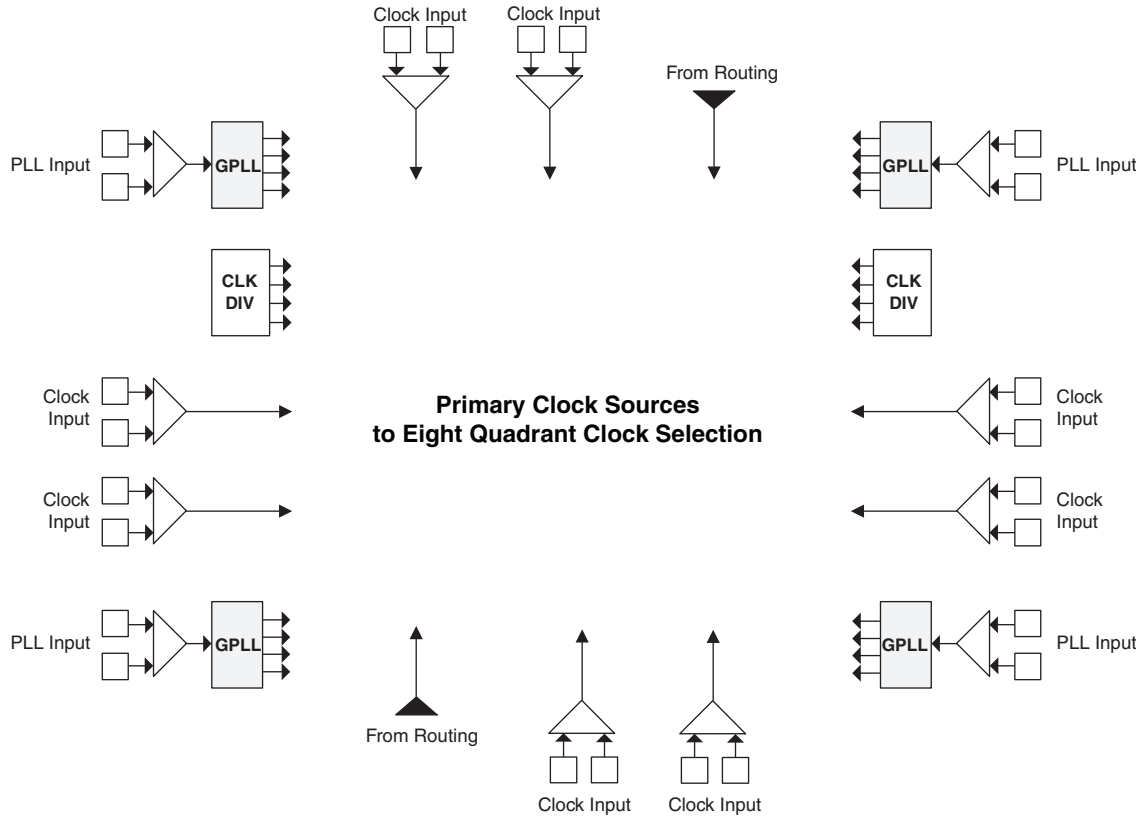 Clock Input
Clock Input
From Routing
PLL Input
GPLL
GPLL
PLL Input
CLK
DIV
CLK
DIV
Clock
Input
Primary Clock Sources
to Eight Quadrant Clock Selection
Clock
Input
Clock
Input
Clock
Input
PLL Input
GPLL
GPLL
PLL Input
From Routing
Clock Input
Clock Input